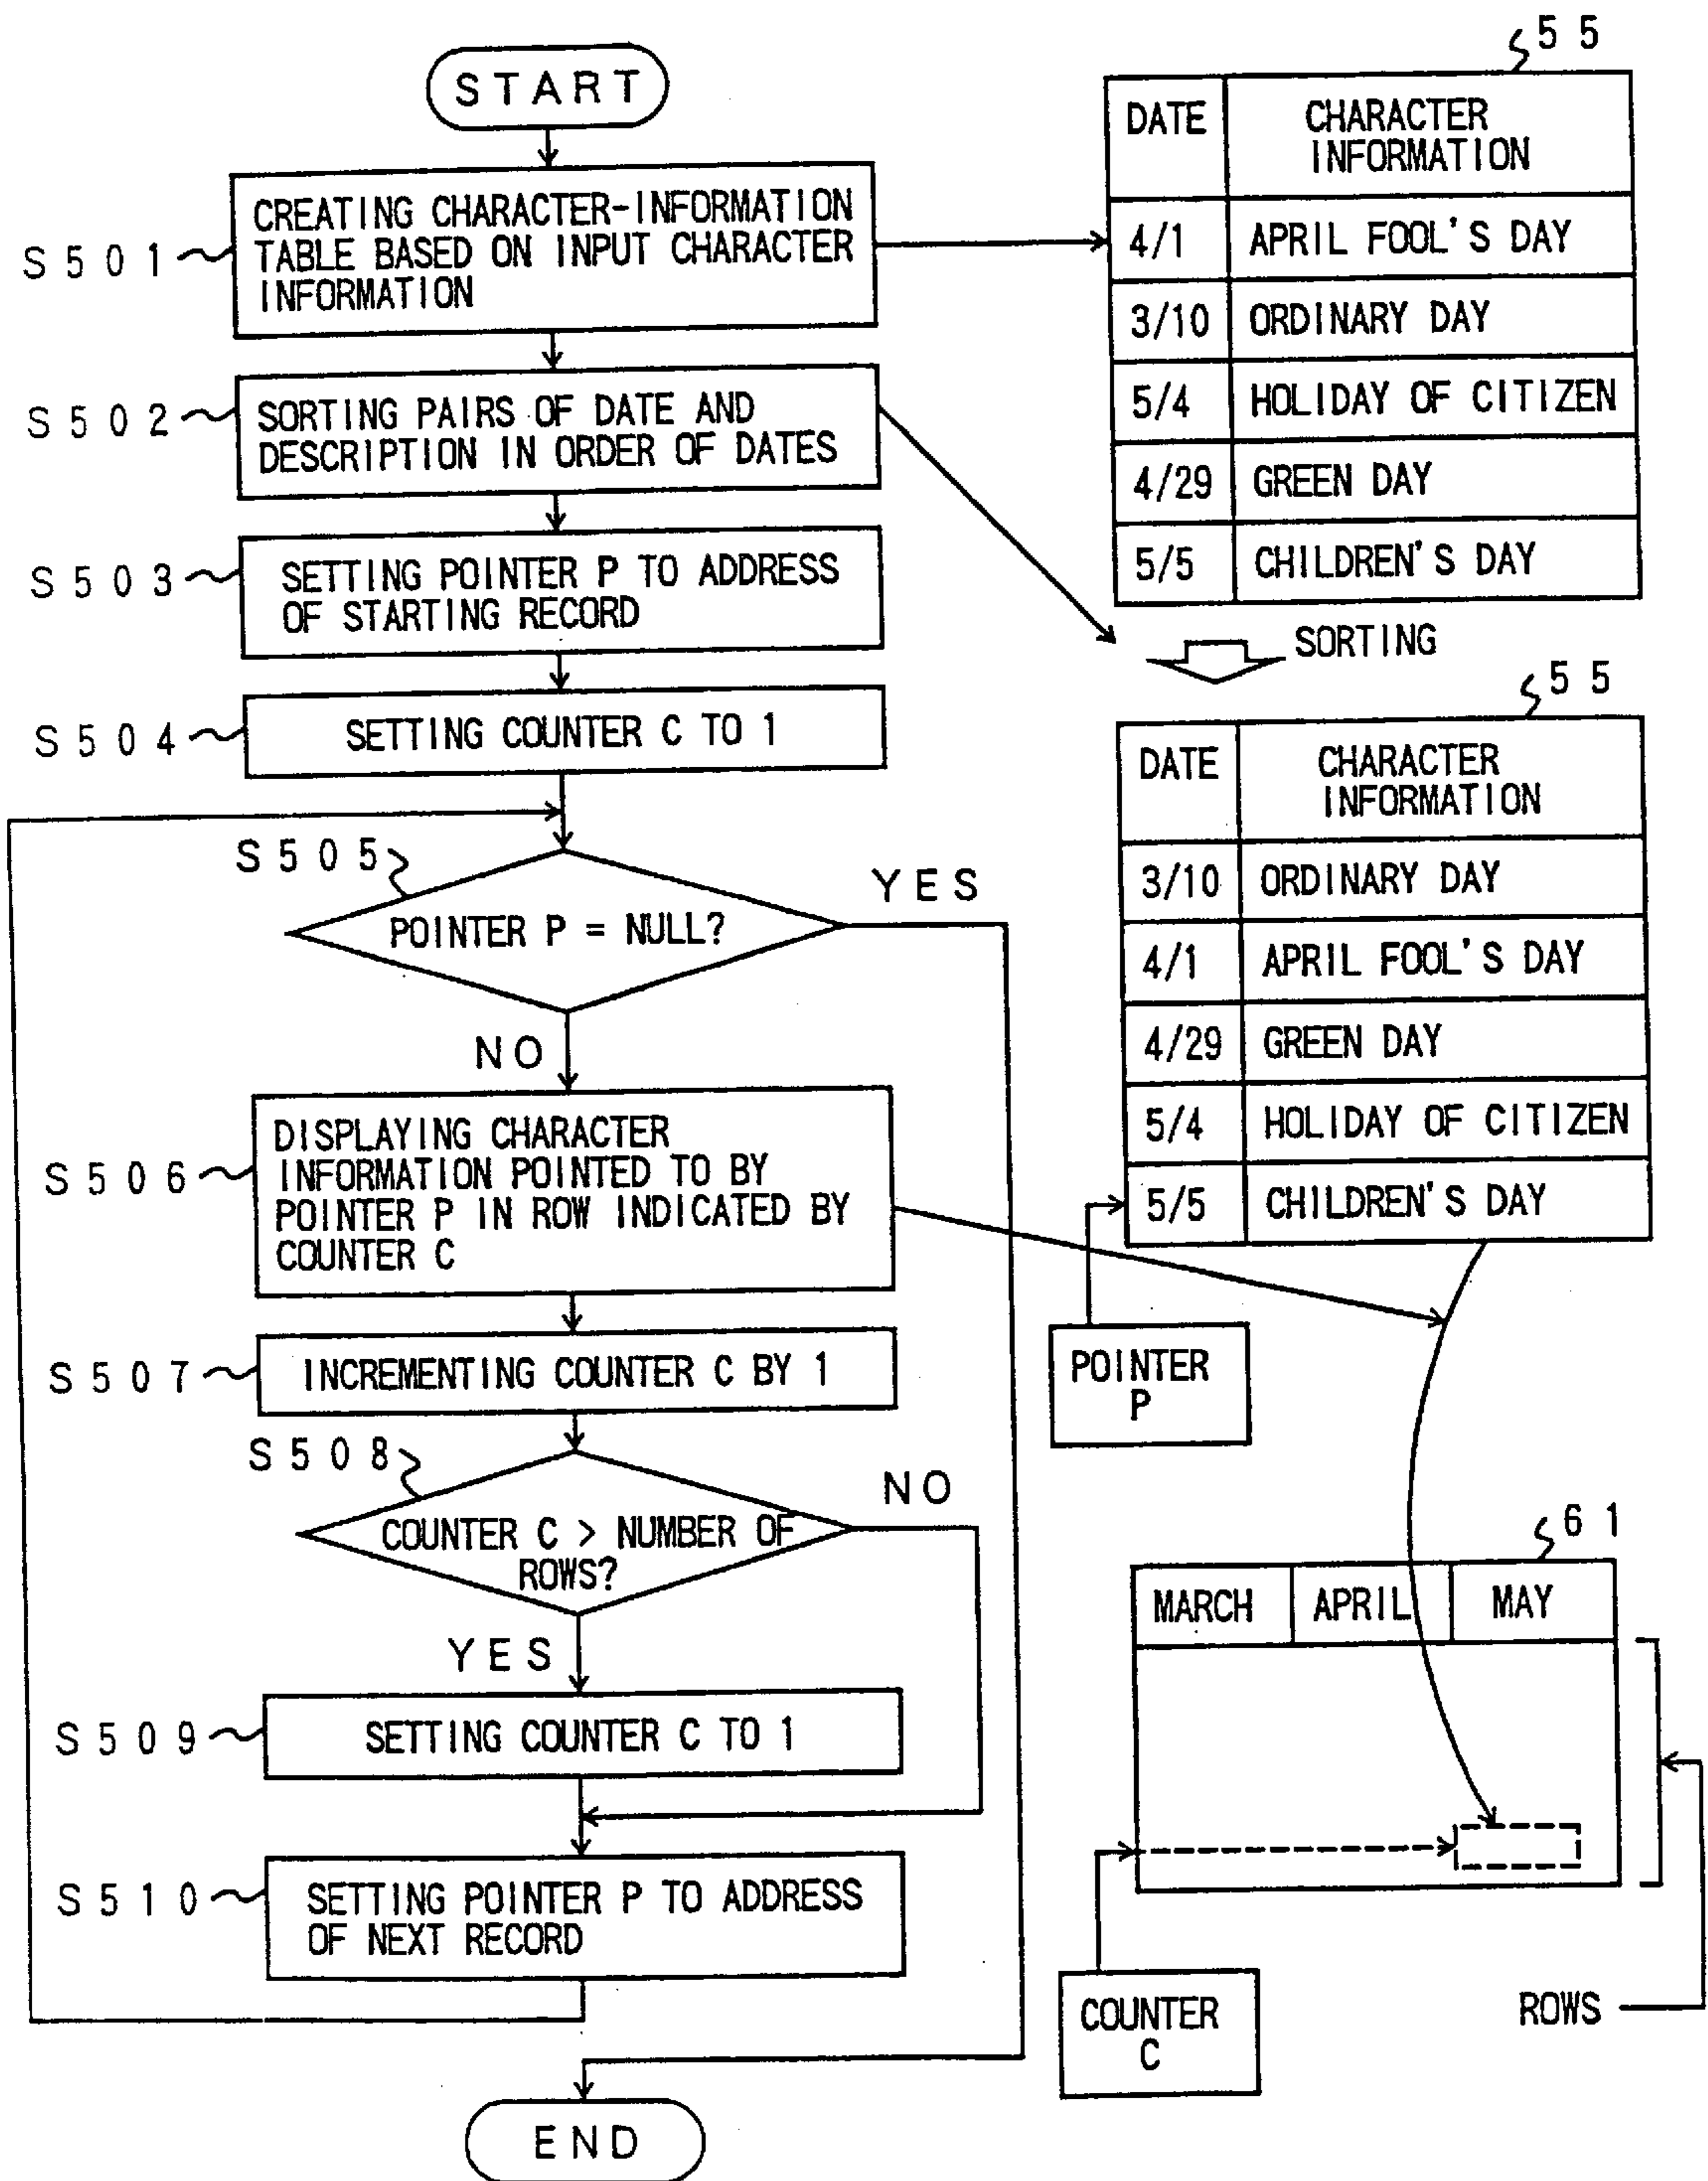 START
S501
CREATING CHARACTER-INFORMATION
TABLE BASED ON INPUT CHARACTER
INFORMATION
S502
SORTING PAIRS OF DATE AND
DESCRIPTION IN ORDER OF DATES
S503
SETTING POINTER P TO ADDRESS
OF STARTING RECORD
S504
SETTING COUNTER C TO 1
S505
POINTER P = NULL?
YES
NO
S506
DISPLAYING CHARACTER
INFORMATION POINTED TO BY
POINTER P IN ROW INDICATED BY
COUNTER C
S507
INCREMENTING COUNTER C BY 1
S508
COUNTER C > NUMBER OF
ROWS?
NO
YES
S509
SETTING COUNTER C TO 1
S510
SETTING POINTER P TO ADDRESS
OF NEXT RECORD
END
55
DATE CHARACTER
INFORMATION
4/1 APRIL FOOL'S DAY
3/10 ORDINARY DAY
5/4 HOLIDAY OF CITIZEN
4/29 GREEN DAY
5/5 CHILDREN'S DAY
SORTING
55
DATE CHARACTER
INFORMATION
3/10 ORDINARY DAY
4/1 APRIL FOOL'S DAY
4/29 GREEN DAY
5/4 HOLIDAY OF CITIZEN
5/5 CHILDREN'S DAY
POINTER
P
61
MARCH APRIL MAY
COUNTER
C
ROWS